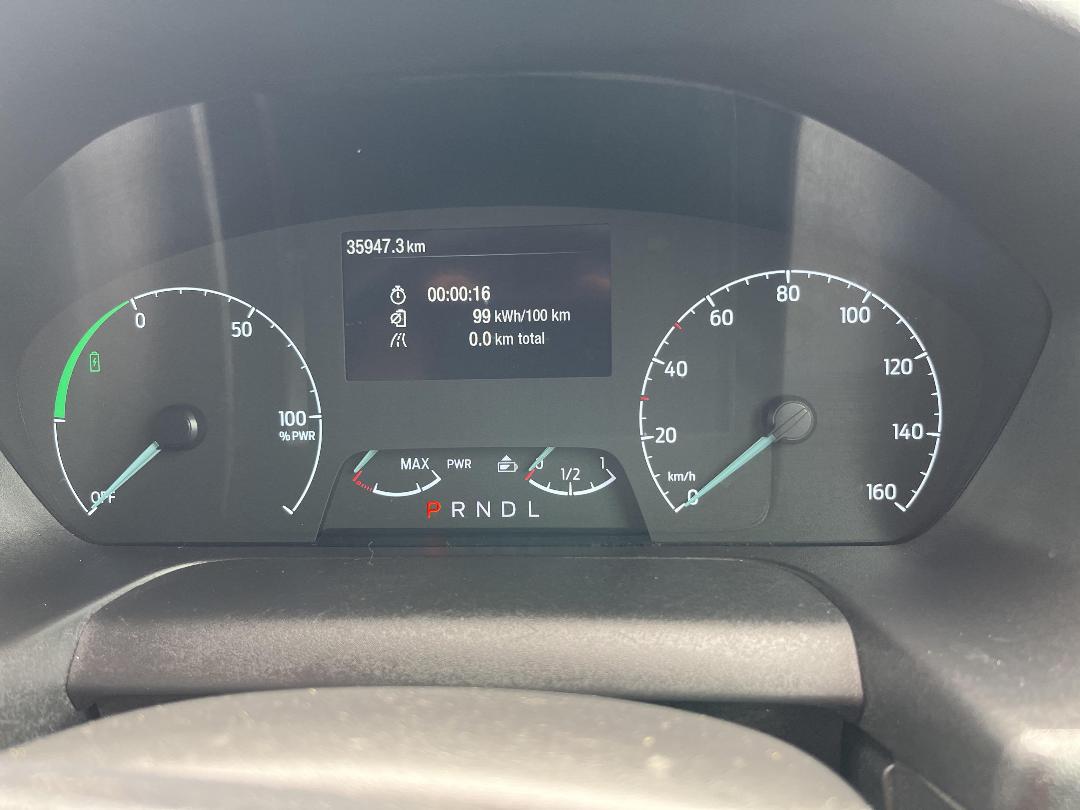 35947.3 km
00:00:16
99 kWh/100 km
0.0 km total
0
50
100
% PWR
OFF
MAX PWR
0 1/2 1
P R N D L
0
20
40
60
80
100
120
140
160
km/h